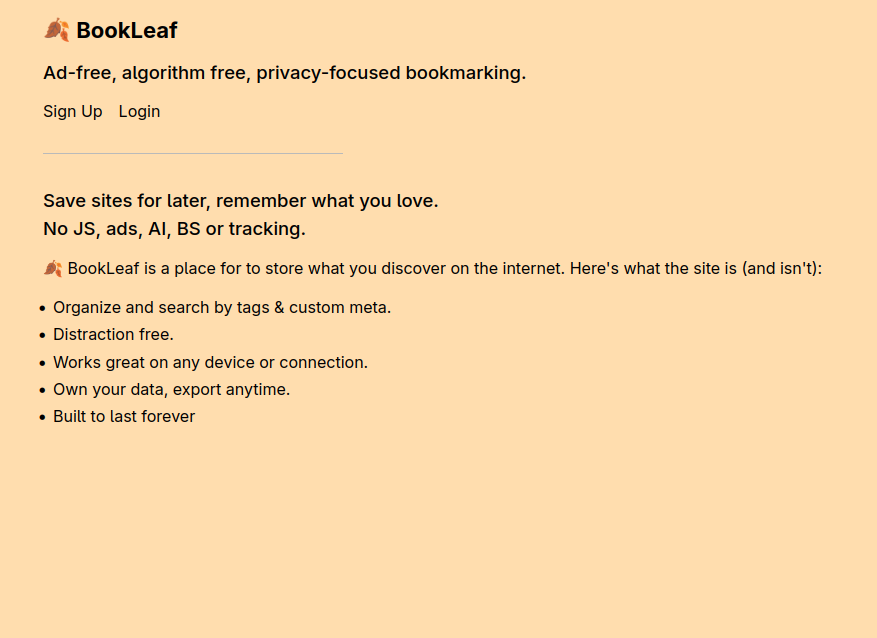 🍂 BookLeaf
Ad-free, algorithm free, privacy-focused bookmarking.
Sign Up Login
Save sites for later, remember what you love.
No JS, ads, AI, BS or tracking.
🍂 BookLeaf is a place for to store what you discover on the internet. Here's what the site is (and isn't):
• Organize and search by tags & custom meta.
• Distraction free.
• Works great on any device or connection.
• Own your data, export anytime.
• Built to last forever